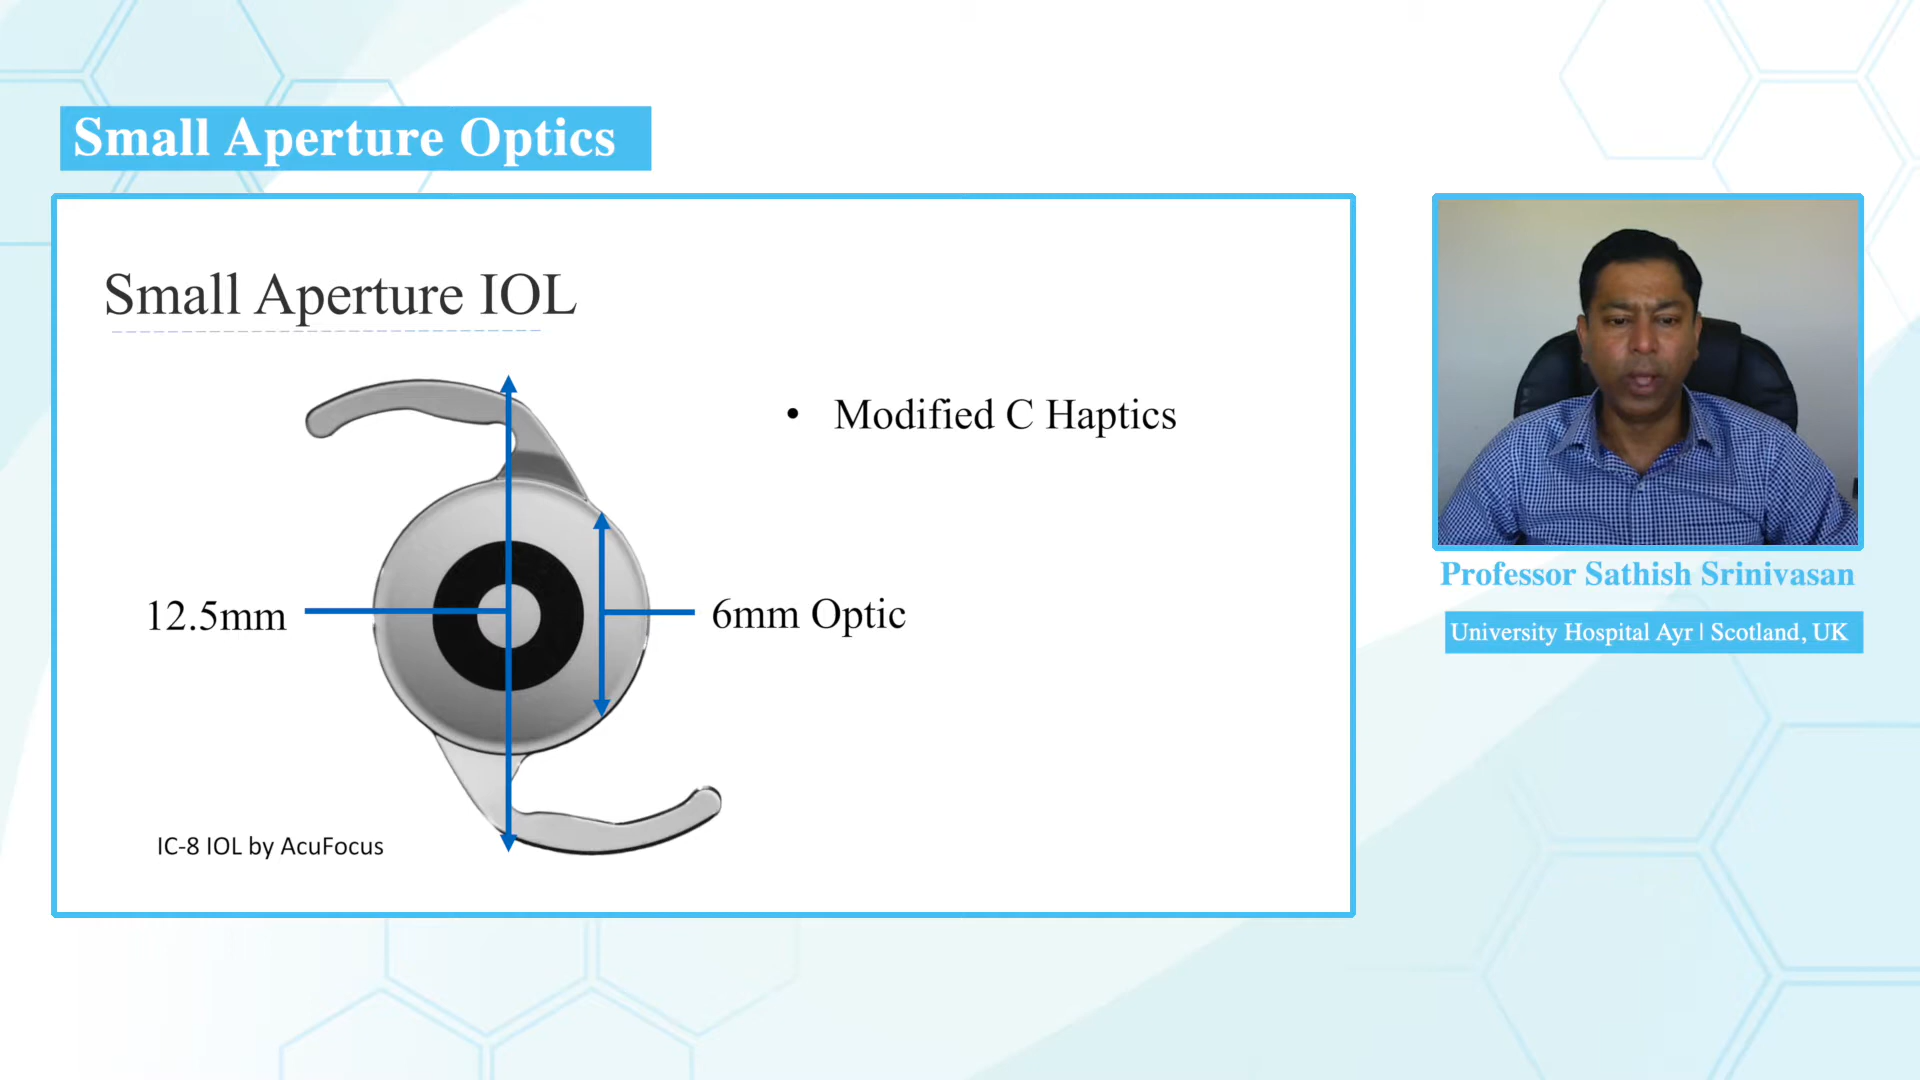 Small Aperture Optics
Small Aperture IOL
• Modified C Haptics
12.5mm
6mm Optic
IC-8 IOL by AcuFocus
Professor Sathish Srinivasan
University Hospital Ayr | Scotland, UK